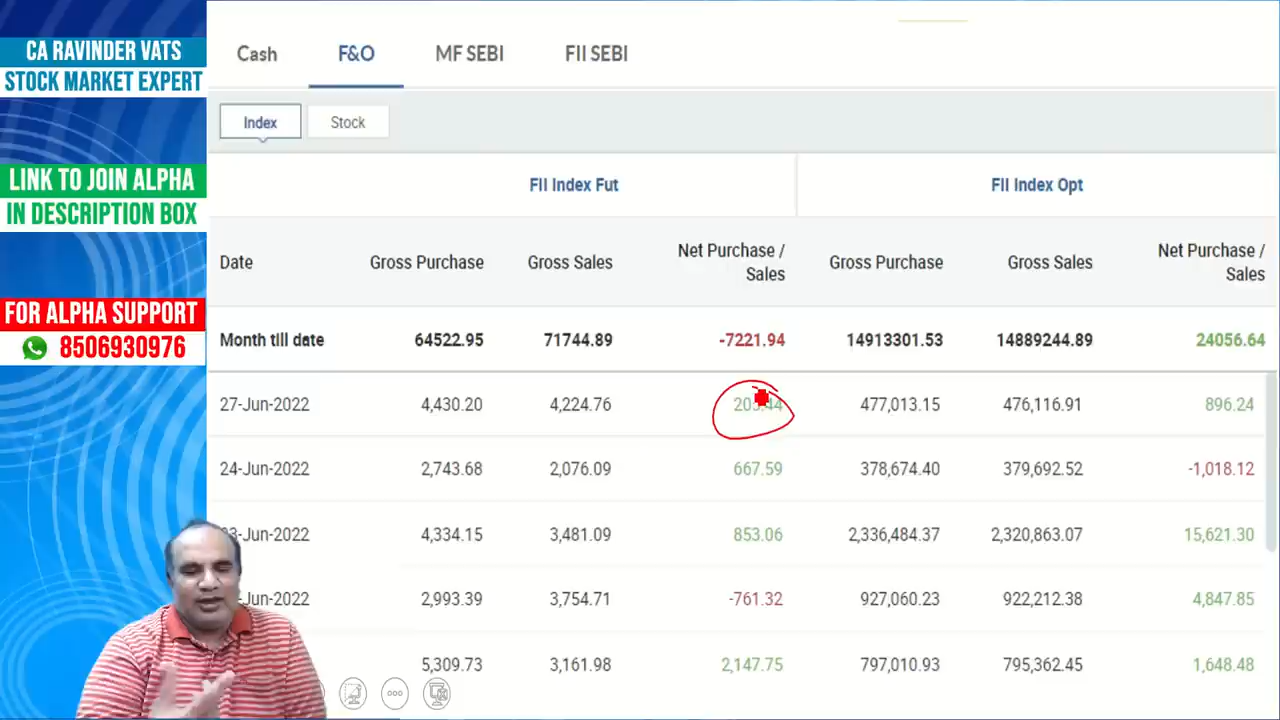 CA RAVINDER VATS
STOCK MARKET EXPERT
LINK TO JOIN ALPHA
IN DESCRIPTION BOX
FOR ALPHA SUPPORT
8506930976
Cash F&O MF SEBI FII SEBI
Index Stock
FII Index Fut FII Index Opt
Date Gross Purchase Gross Sales Net Purchase / Sales Gross Purchase Gross Sales Net Purchase / Sales
Month till date 64522.95 71744.89 -7221.94 14913301.53 14889244.89 24056.64
27-Jun-2022 4,430.20 4,224.76 477,013.15 476,116.91 896.24
24-Jun-2022 2,743.68 2,076.09 667.59 378,674.40 379,692.52 -1,018.12
-Jun-2022 4,334.15 3,481.09 853.06 2,336,484.37 2,320,863.07 15,621.30
-Jun-2022 2,993.39 3,754.71 -761.32 927,060.23 922,212.38 4,847.85
5,309.73 3,161.98 2,147.75 797,010.93 795,362.45 1,648.48